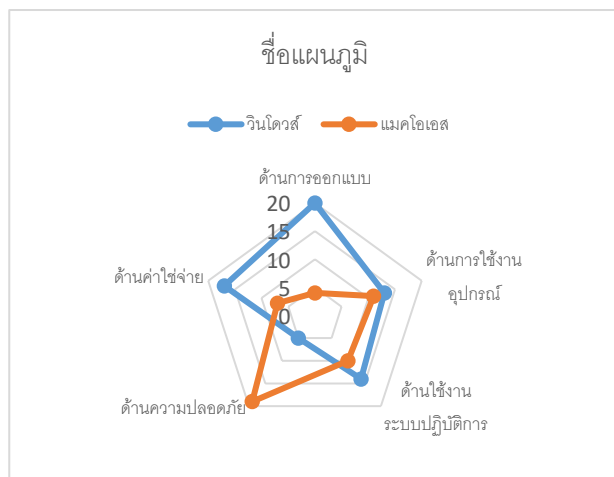 ชื่อแผนภูมิ
วินโดวส์ แมคโอเอส
ด้านการออกแบบ
20
15
10
5
0
ด้านการใช้งาน
อุปกรณ์
ด้านใช้งาน
ระบบปฏิบัติการ
ด้านความปลอดภัย
ด้านค่าใช่จ่าย